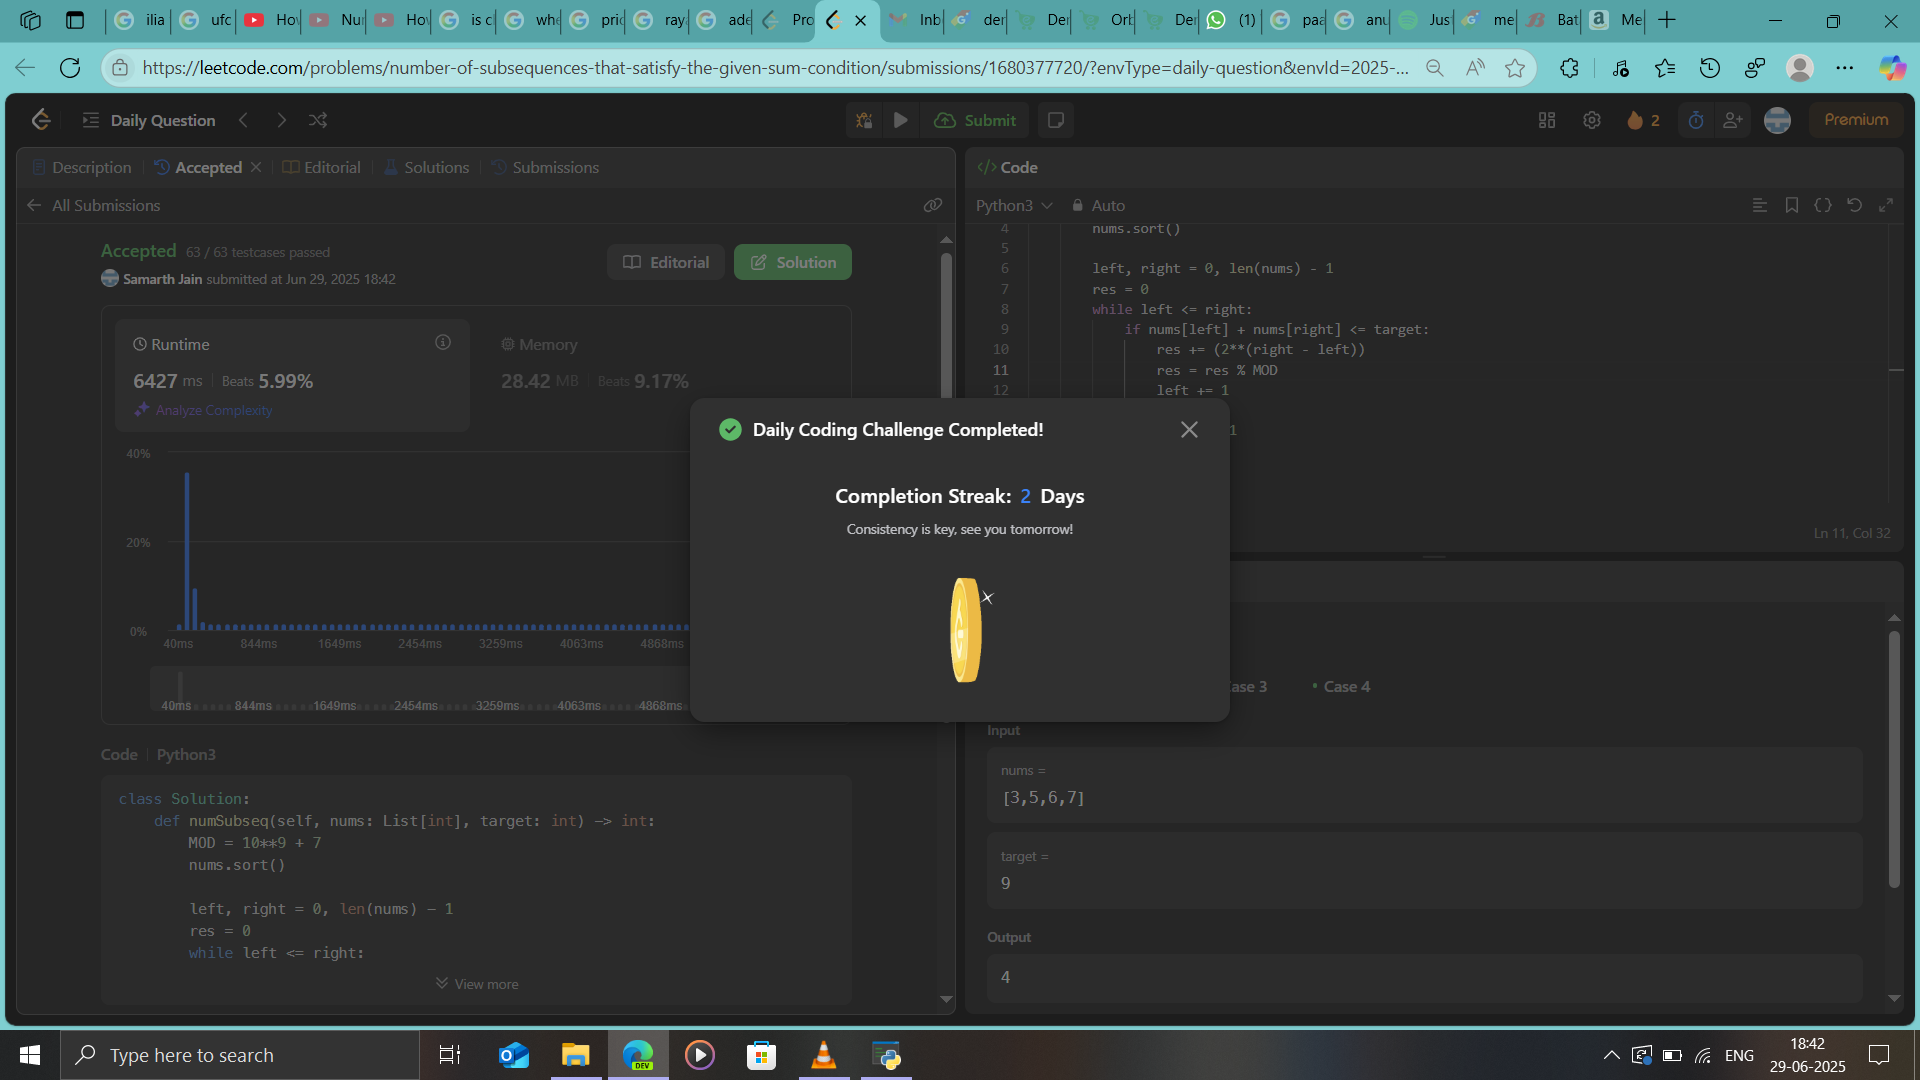 ilia
ufc
Hov
Nur
Hov
is cl
whe
pric
ray.
ade
Pro
Inb
der
Der
Orb
Der
(1)
paa
anu
Jus
me
Bat
Me
https://leetcode.com/problems/number-of-subsequences-that-satisfy-the-given-sum-condition/submissions/1680377720/?envType=daily-question&envId=2025-...
Daily Question
Submit
2
Premium
Description
Accepted
Editorial
Solutions
Submissions
All Submissions
Accepted 63 / 63 testcases passed
Samarth Jain submitted at Jun 29, 2025 18:42
Editorial
Solution
Runtime
6427 ms Beats 5.99%
Analyze Complexity
Memory
28.42 MB Beats 9.17%
40%
20%
0%
40ms 844ms 1649ms 2454ms 3259ms 4063ms 4868ms
40ms 844ms 1649ms 2454ms 3259ms 4063ms 4868ms
Code | Python3
class Solution:
def numSubseq(self, nums: List[int], target: int) -> int:
MOD = 10**9 + 7
nums.sort()
left, right = 0, len(nums) - 1
res = 0
while left <= right:
View more
Daily Coding Challenge Completed!
Completion Streak: 2 Days
Consistency is key, see you tomorrow!
</> Code
Python3
Auto
4 nums.sort()
5
6 left, right = 0, len(nums) - 1
7 res = 0
8 while left <= right:
9 if nums[left] + nums[right] <= target:
10 res += (2**(right - left))
11 res = res % MOD
12 left += 1
1
Ln 11, Col 32
ase 3
Case 4
Input
nums =
[3,5,6,7]
target =
9
Output
4
Type here to search
DEV
ENG
18:42
29-06-2025